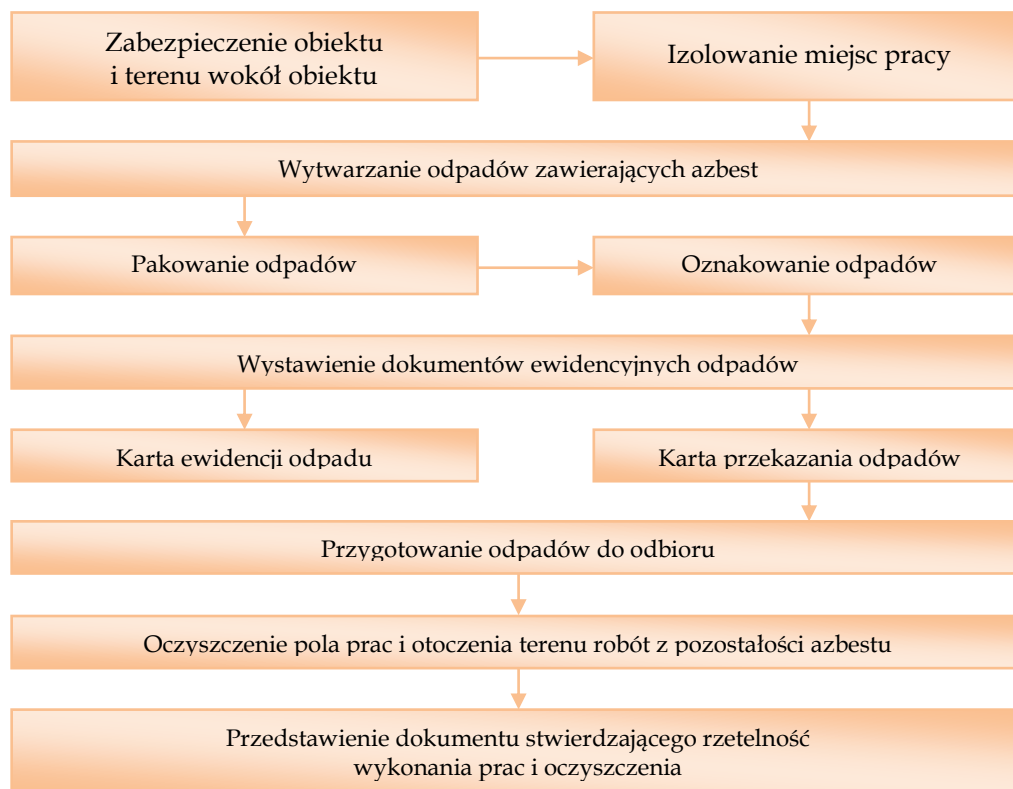 Zabezpieczenie obiektu
i terenu wokół obiektu
Izolowanie miejsc pracy
Wytwarzanie odpadów zawierających azbest
Pakowanie odpadów
Oznakowanie odpadów
Wystawienie dokumentów ewidencyjnych odpadów
Karta ewidencji odpadu
Karta przekazania odpadów
Przygotowanie odpadów do odbioru
Oczyszczenie pola prac i otoczenia terenu robót z pozostałości azbestu
Przedstawienie dokumentu stwierdzającego rzetelność
wykonania prac i oczyszczenia